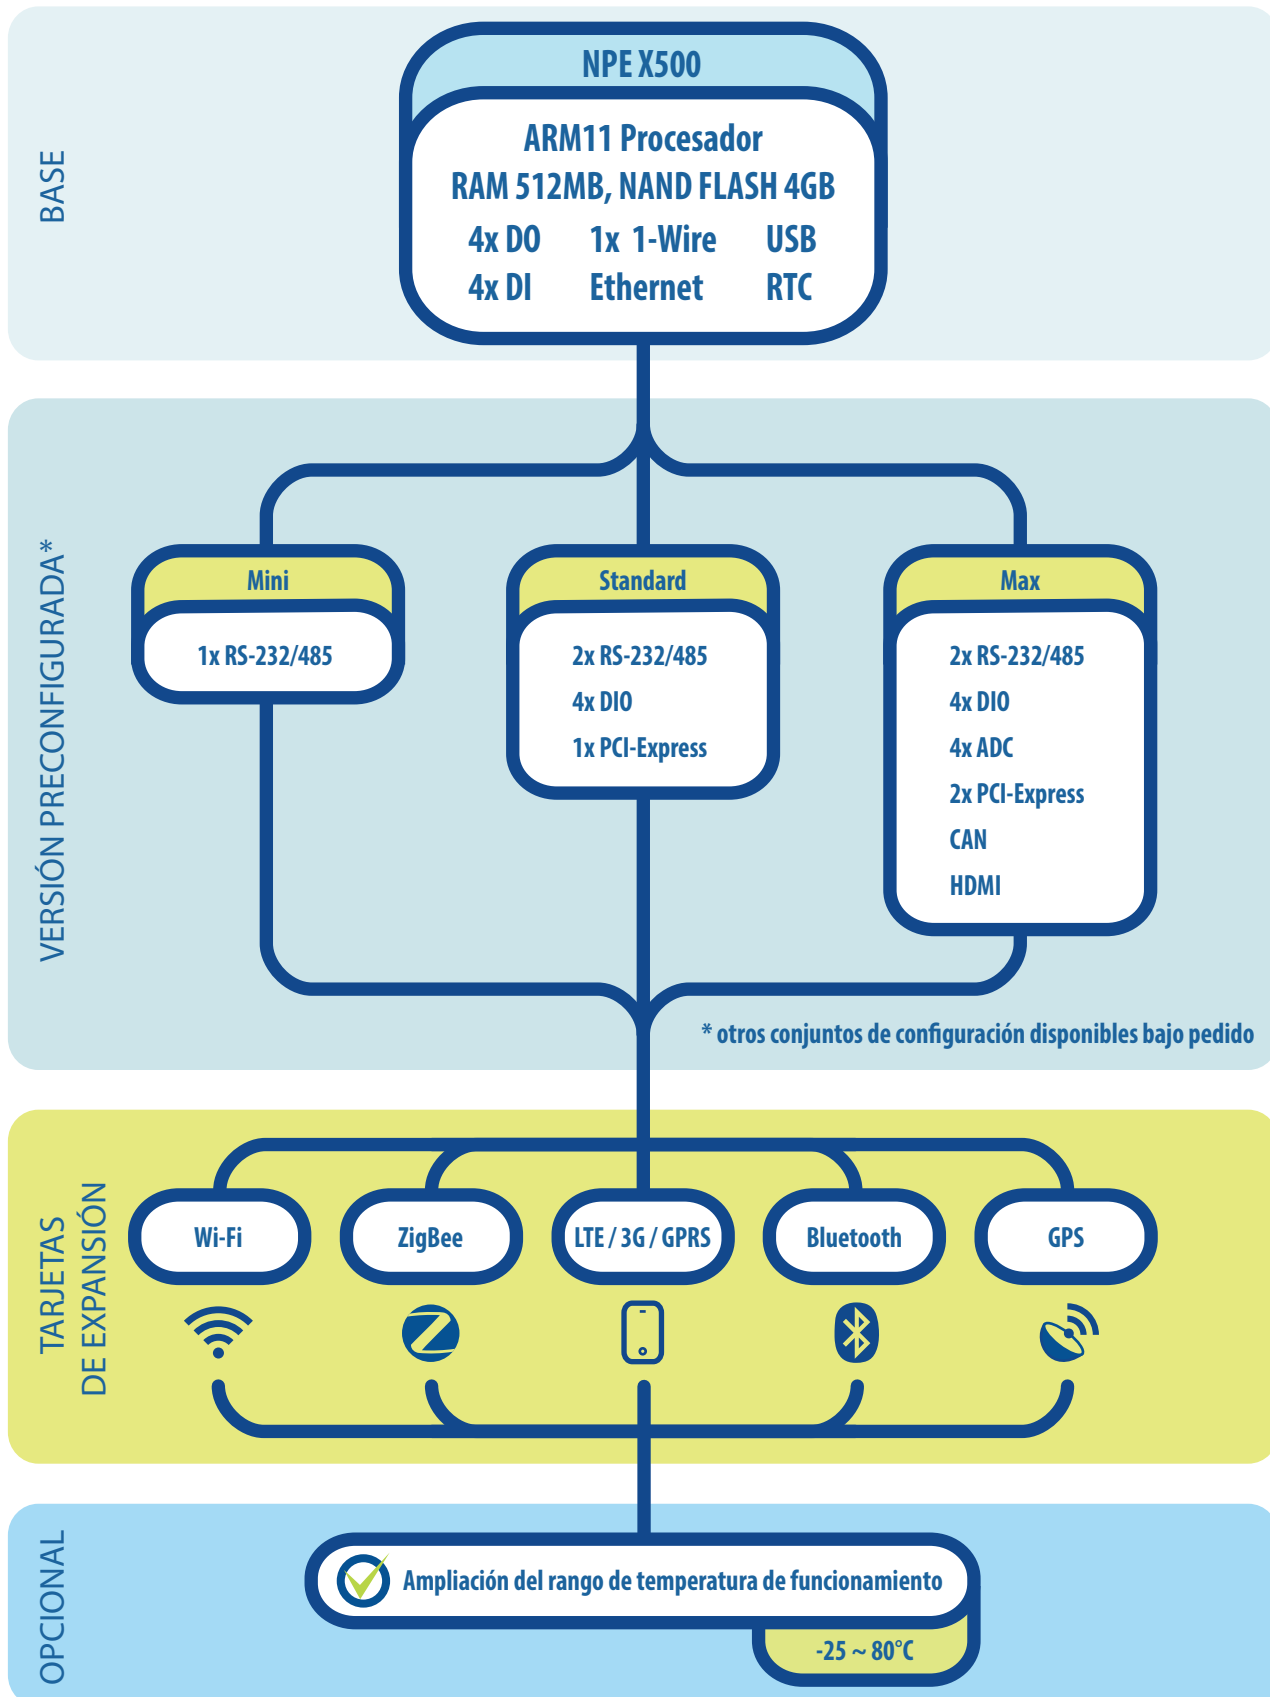 BASE
NPE X500
ARM11 Procesador
RAM 512MB, NAND FLASH 4GB
4x DO 1x 1-Wire USB
4x DI Ethernet RTC
VERSIÓN PRECONFIGURADA*
Mini
1x RS-232/485
Standard
2x RS-232/485
4x DIO
1x PCI-Express
Max
2x RS-232/485
4x DIO
4x ADC
2x PCI-Express
CAN
HDMI
* otros conjuntos de configuración disponibles bajo pedido
TARJETAS
DE EXPANSIÓN
Wi-Fi
ZigBee
LTE / 3G / GPRS
Bluetooth
GPS
OPCIONAL
Ampliación del rango de temperatura de funcionamiento
-25 ~ 80°C